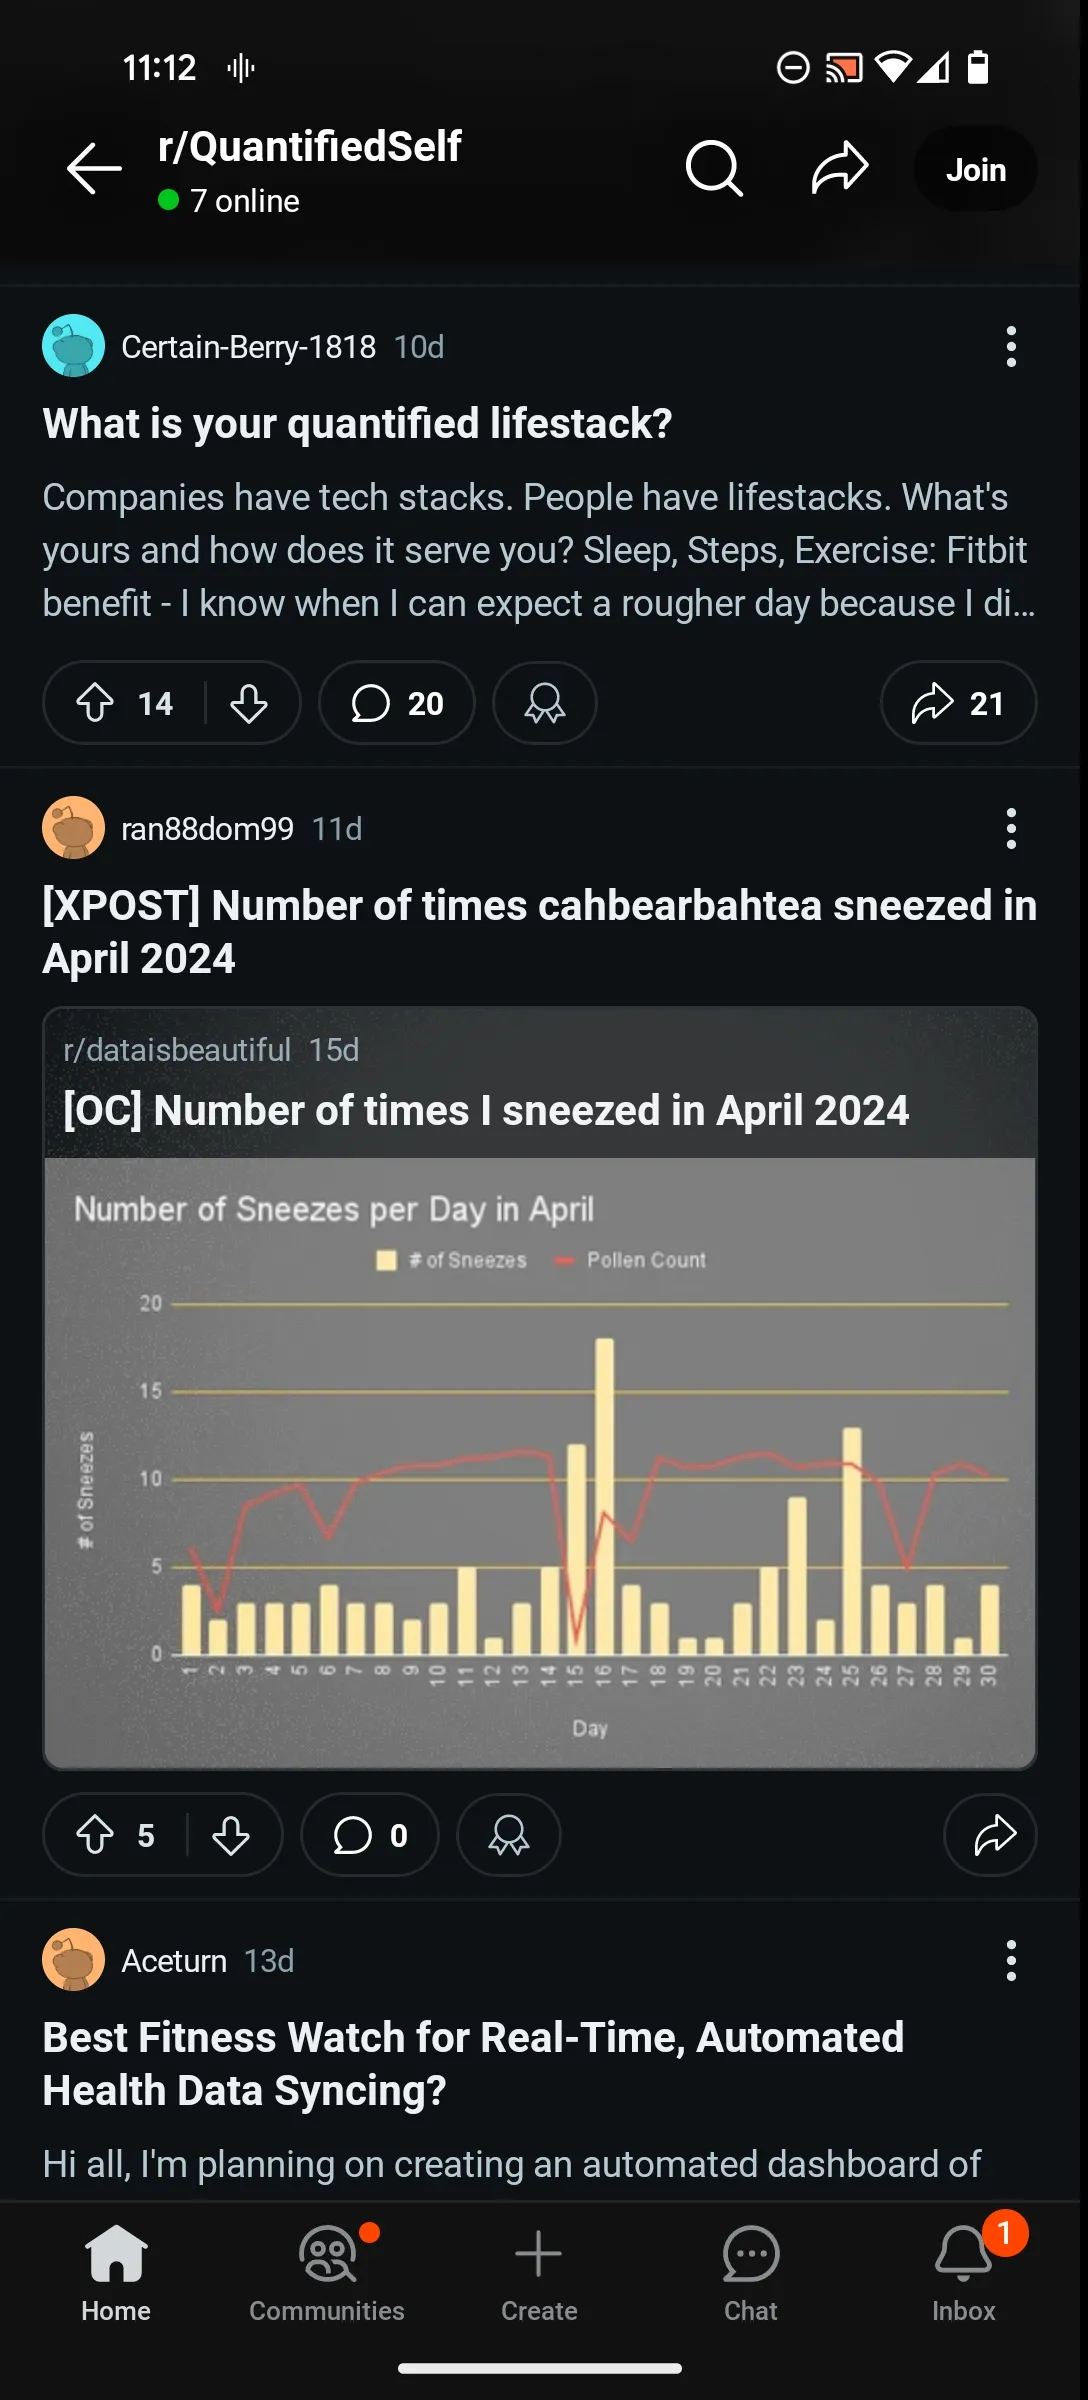 11:12
r/QuantifiedSelf
7 online
Join
Certain-Berry-1818 10d
What is your quantified lifestack?
Companies have tech stacks. People have lifestacks. What's
yours and how does it serve you? Sleep, Steps, Exercise: Fitbit
benefit - I know when I can expect a rougher day because I di...
14
20
21
ran88dom99 11d
[XPOST] Number of times cahbearbahtea sneezed in
April 2024
r/dataisbeautiful 15d
[OC] Number of times I sneezed in April 2024
Number of Sneezes per Day in April
# of Sneezes Pollen Count
20
15
10
5
0
# of Sneezes
1 2 3 4 5 6 7 8 9 10 11 12 13 14 15 16 17 18 19 20 21 22 23 24 25 26 27 28 29 30
Day
5
0
Aceturn 13d
Best Fitness Watch for Real-Time, Automated
Health Data Syncing?
Hi all, I'm planning on creating an automated dashboard of
1
Home Communities Create Chat Inbox